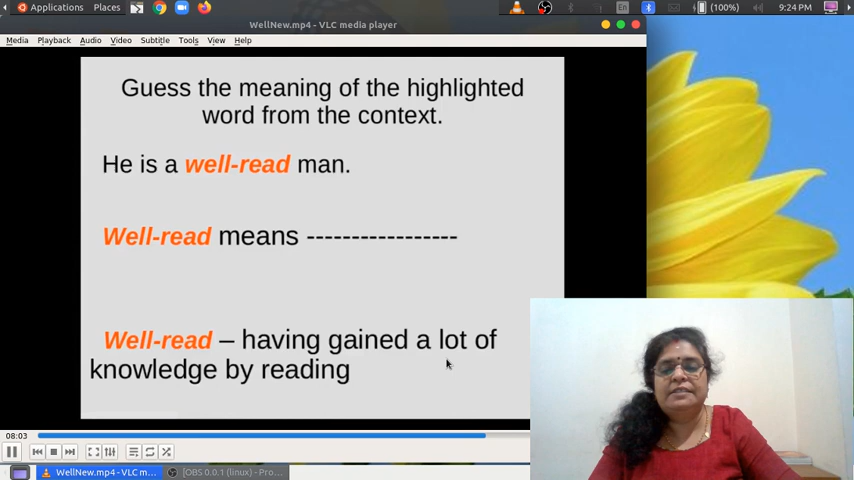 Applications Places En (100%) 9:24 PM
WellNew.mp4 - VLC media player
Media Playback Audio Video Subtitle Tools View Help
Guess the meaning of the highlighted
word from the context.
He is a well-read man.
Well-read means -----------------
Well-read – having gained a lot of
knowledge by reading
08:03
WellNew.mp4 - VLC m... [OBS 0.0.1 (linux) - Pro...